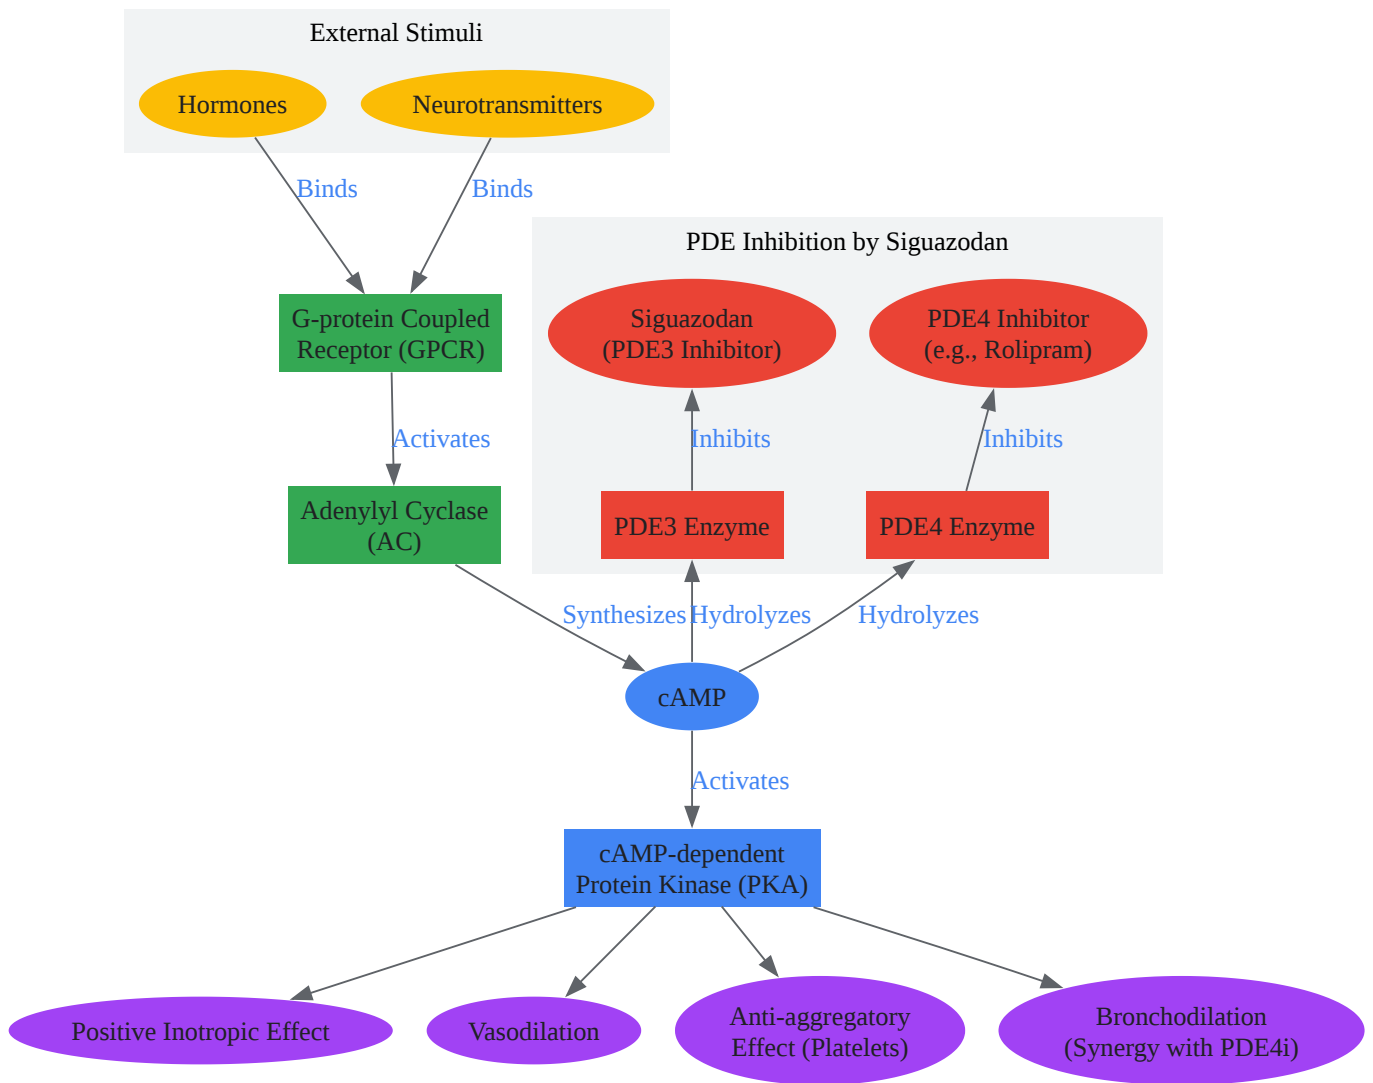 External Stimuli
Hormones
Neurotransmitters
Binds
Binds
PDE Inhibition by Siguazodan
G-protein Coupled
Receptor (GPCR)
Siguazodan
(PDE3 Inhibitor)
PDE4 Inhibitor
(e.g., Rolipram)
Activates
Inhibits
Inhibits
Adenylyl Cyclase
(AC)
PDE3 Enzyme
PDE4 Enzyme
Synthesizes
Hydrolyzes
Hydrolyzes
cAMP
Activates
cAMP-dependent
Protein Kinase (PKA)
Positive Inotropic Effect
Vasodilation
Anti-aggregatory
Effect (Platelets)
Bronchodilation
(Synergy with PDE4i)